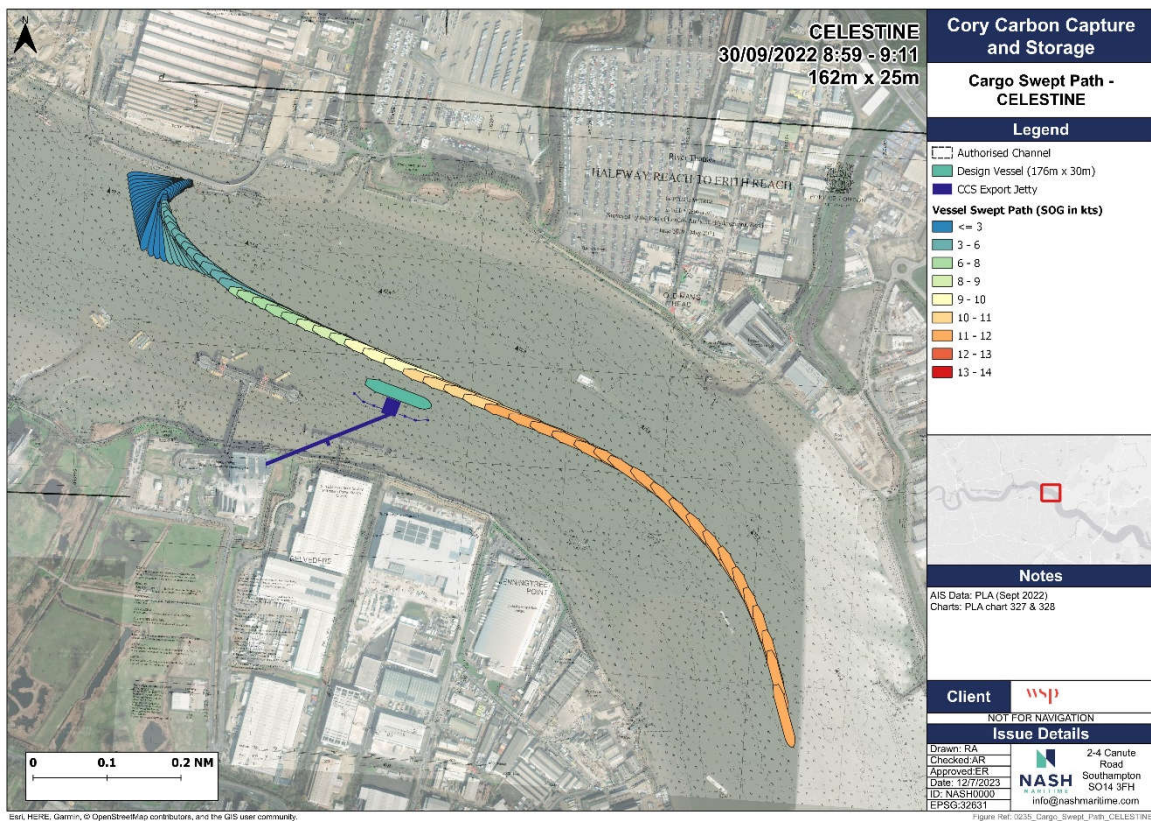 N
CELESTINE
30/09/2022 8:59 - 9:11
162m x 25m
River Thames
HALFWAY REACH TO ERITH REACH
BELVEDERE
POINT
0 0.1 0.2 NM
Esri, HERE, Garmin, © OpenStreetMap contributors, and the GIS user community.
Cory Carbon Capture
and Storage
Cargo Swept Path -
CELESTINE
Legend
Authorised Channel
Design Vessel (176m x 30m)
CCS Export Jetty
Vessel Swept Path (SOG in kts)
<= 3
3 - 6
6 - 8
8 - 9
9 - 10
10 - 11
11 - 12
12 - 13
13 - 14
Notes
AIS Data: PLA (Sept 2022)
Charts: PLA chart 327 & 328
Client
wsp
NOT FOR NAVIGATION
Issue Details
Drawn: RA
Checked:AR
Approved:ER
Date: 12/7/2023
ID: NASH0000
EPSG:32631
NASH
MARITIME
2-4 Canute
Road
Southampton
SO14 3FH
info@nashmaritime.com
Figure Ref: 0235_Cargo_Swept_Path_CELESTINE